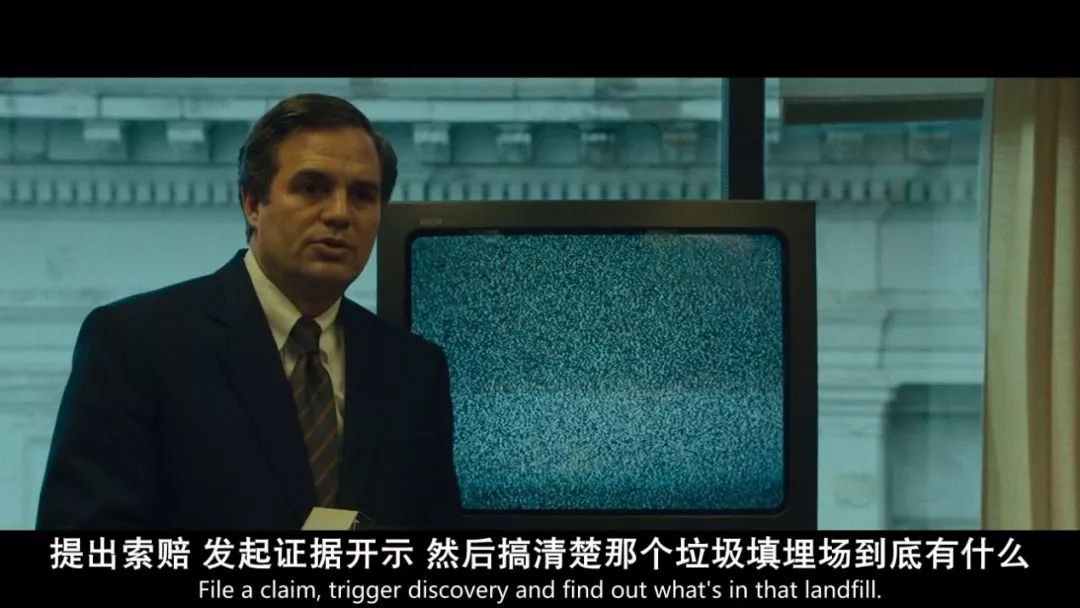 RCA
提出索赔 发起证据开示 然后搞清楚那个垃圾填埋场到底有什么
File a claim, trigger discovery and find out what's in that landfill.